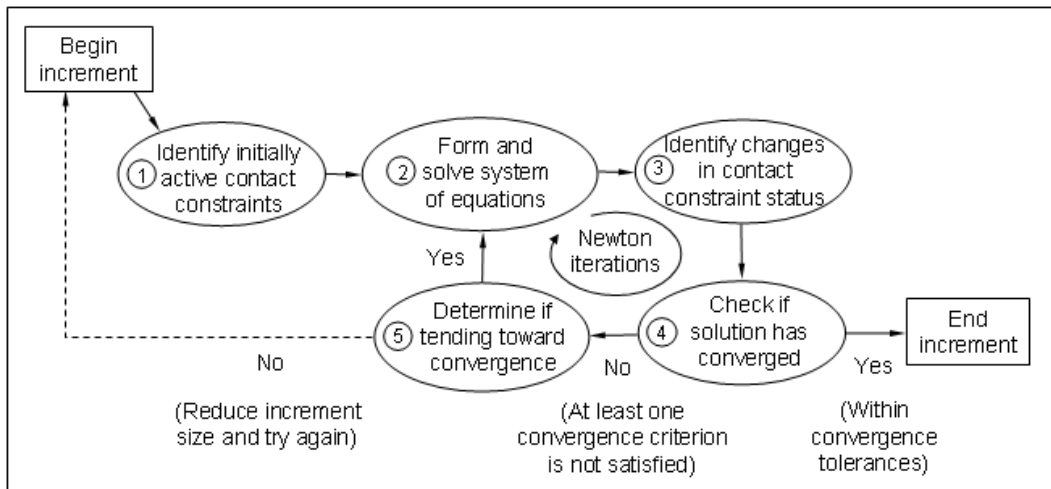 Begin
increment
1
Identify initially
active contact
constraints
2
Form and
solve system
of equations
3
Identify changes
in contact
constraint status
Newton
iterations
Yes
5
Determine if
tending toward
convergence
4
Check if
solution has
converged
End
increment
No
No
Yes
(Reduce increment
size and try again)
(At least one
convergence criterion
is not satisfied)
(Within
convergence
tolerances)